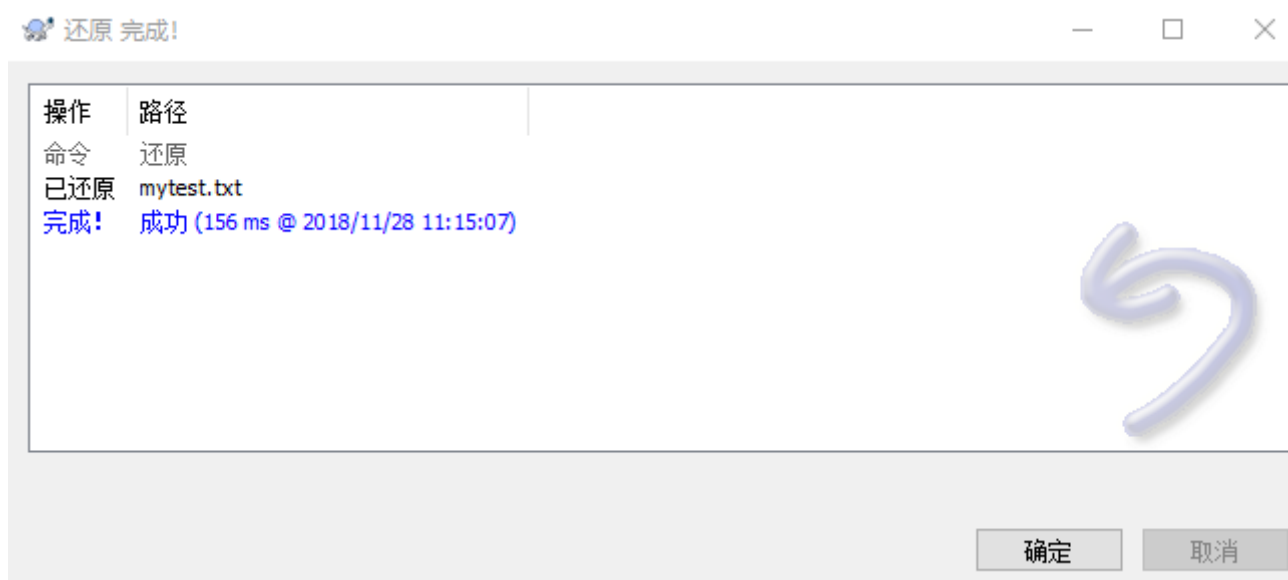 还原 完成!
操作 路径
命令 还原
已还原 mytest.txt
完成! 成功 (156 ms @ 2018/11/28 11:15:07)
确定 取消